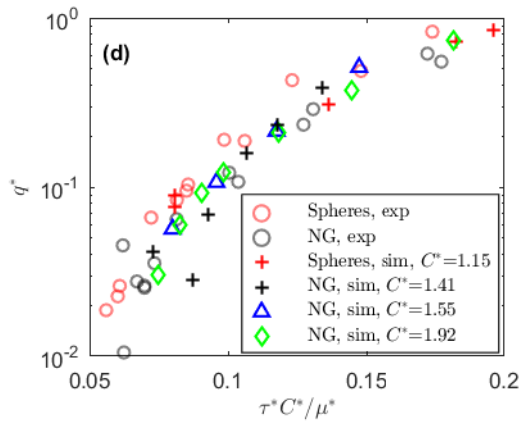 (d)
10^0
10^-1
10^-2
q*
Spheres, exp
NG, exp
Spheres, sim, C*=1.15
NG, sim, C*=1.41
NG, sim, C*=1.55
NG, sim, C*=1.92
0.05 0.1 0.15 0.2
τ*C*/μ*